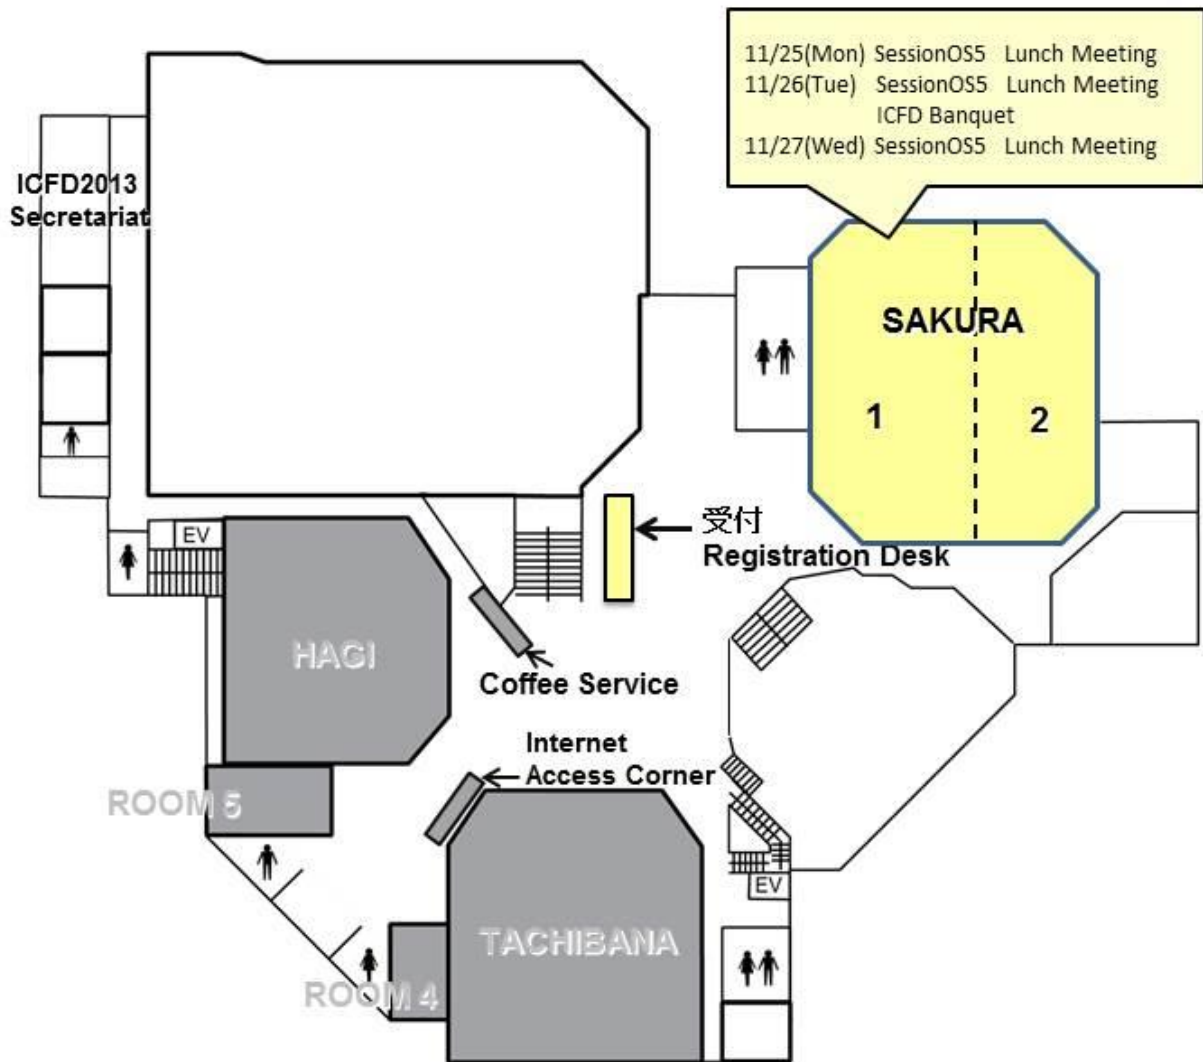 11/25(Mon) SessionOS5 Lunch Meeting
11/26(Tue) SessionOS5 Lunch Meeting
ICFD Banquet
11/27(Wed) SessionOS5 Lunch Meeting
ICFD2013
Secretariat
SAKURA
1
2
受付
Registration Desk
EV
HAGI
Coffee Service
Internet
Access Corner
ROOM 5
EV
TACHIBANA
ROOM 4